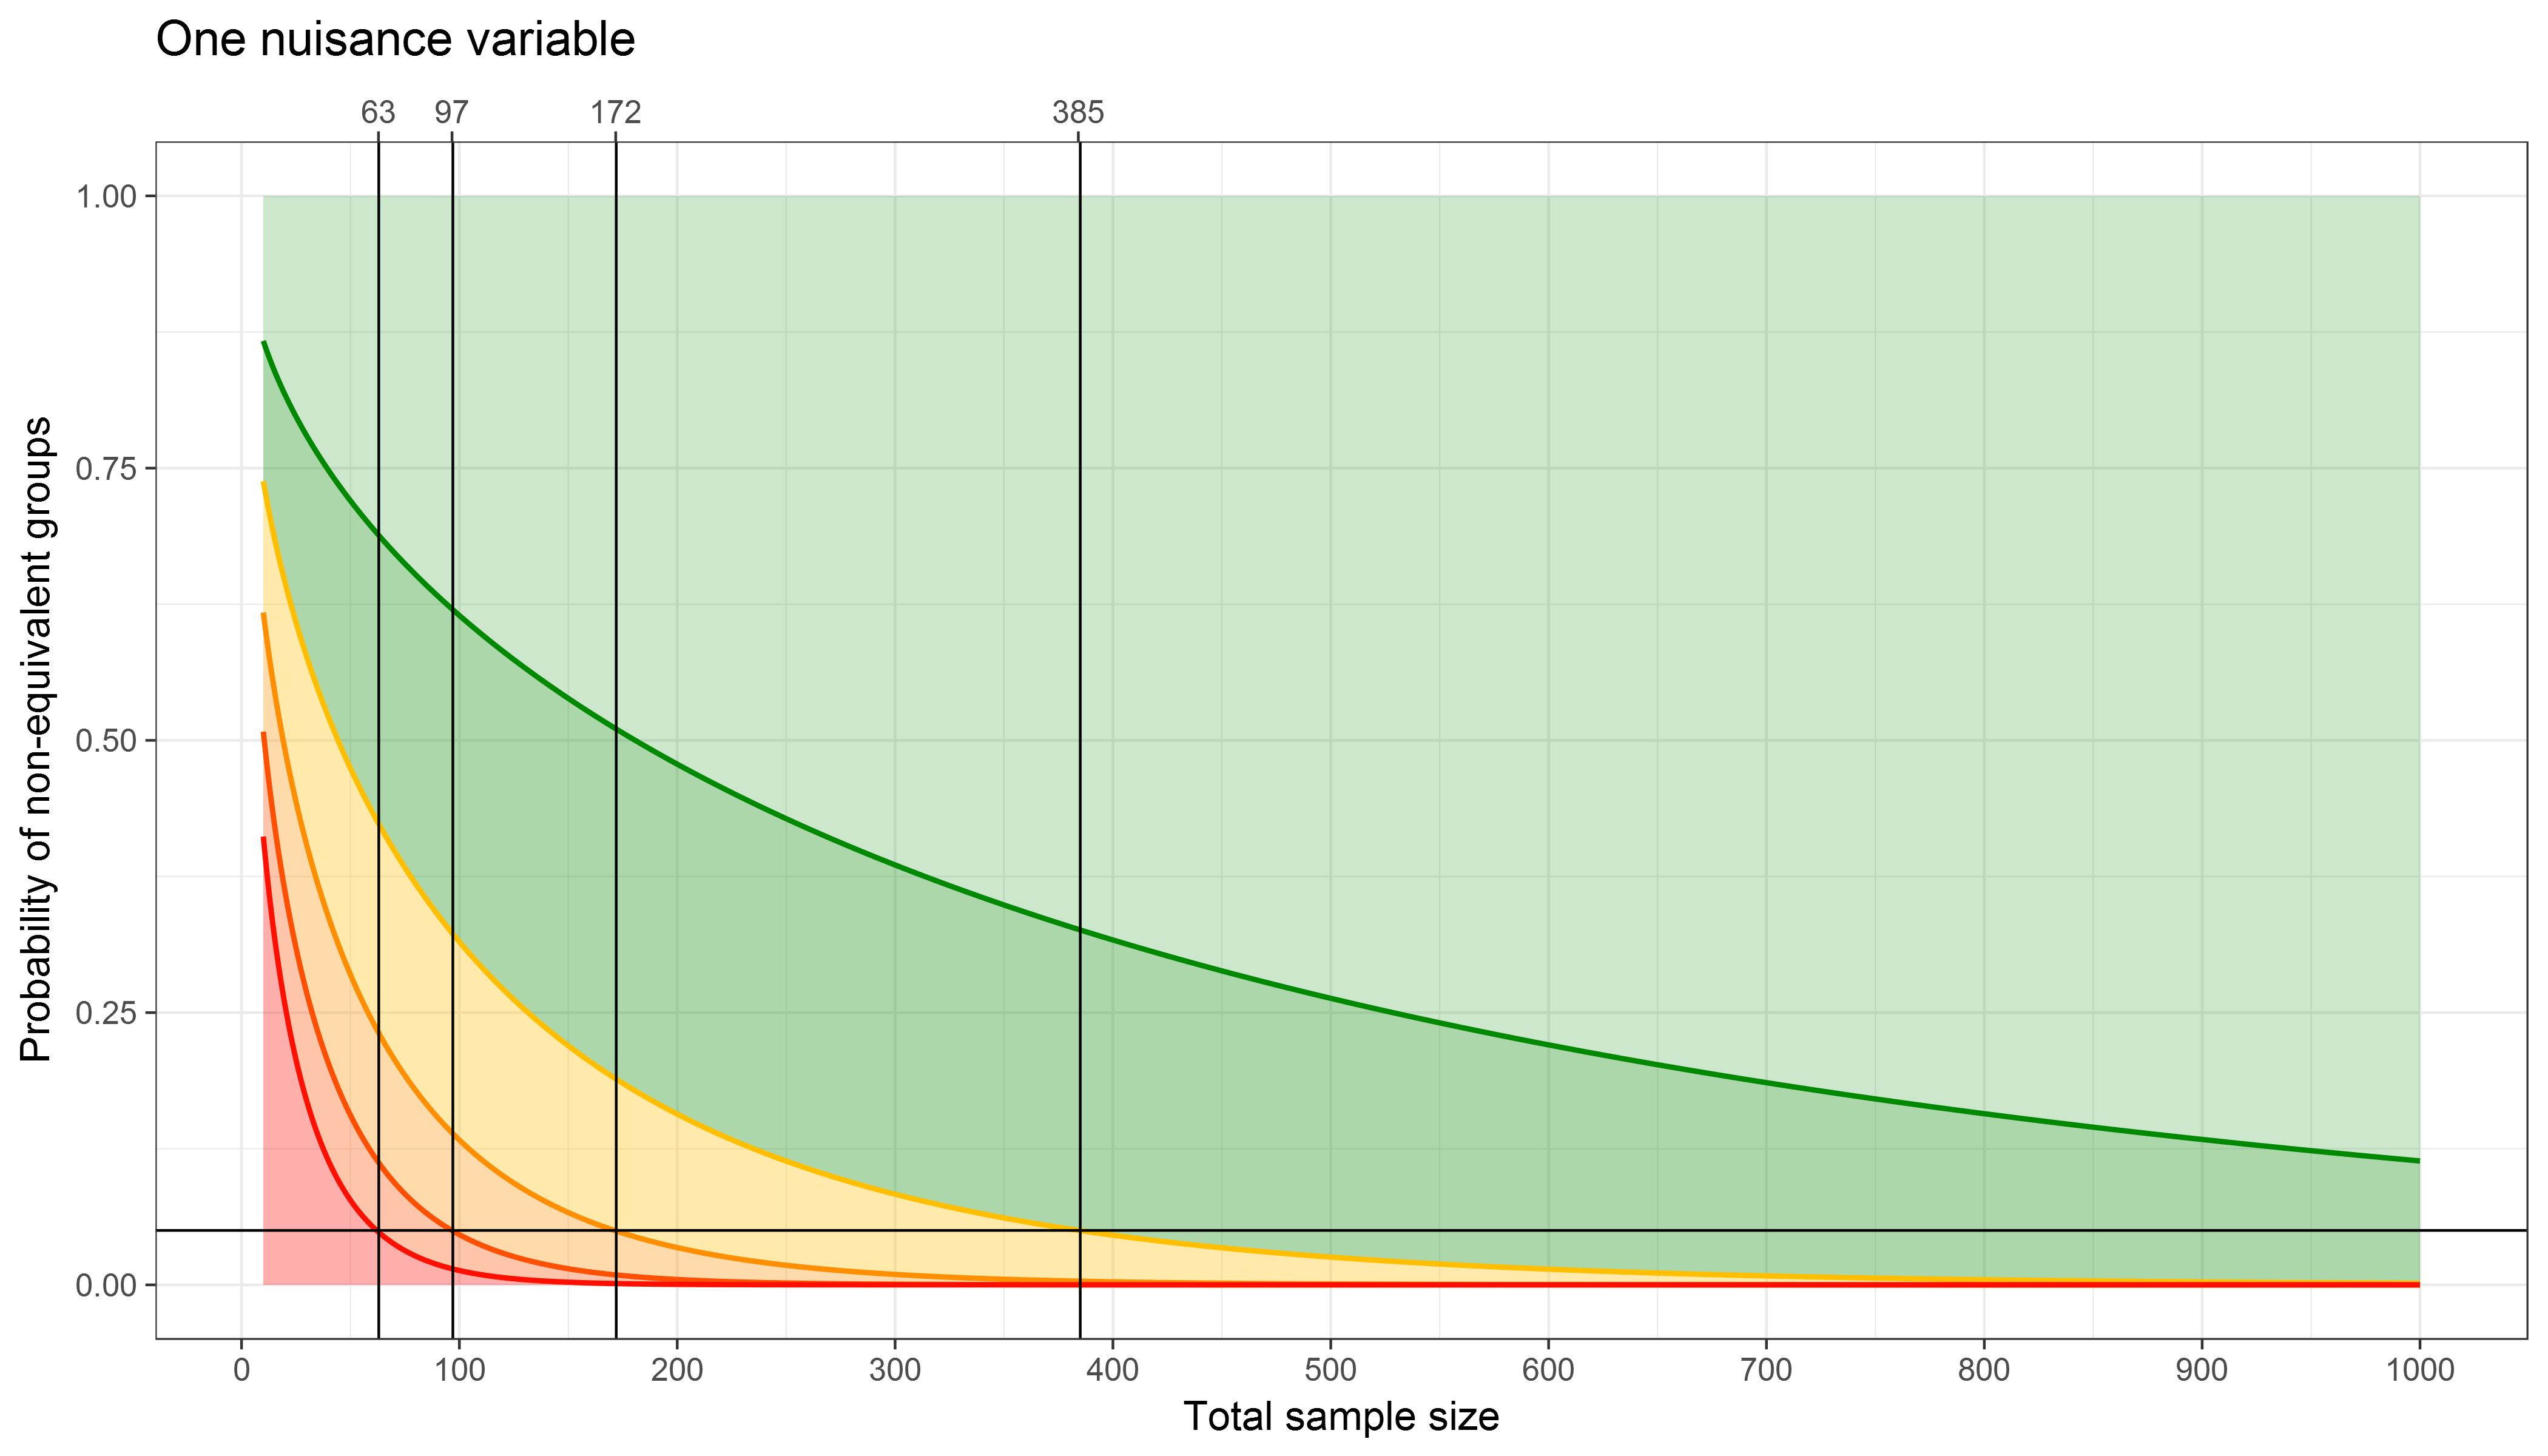 One nuisance variable
63 97 172 385
1.00
0.75
0.50
0.25
0.00
Probability of non-equivalent groups
0 100 200 300 400 500 600 700 800 900 1000
Total sample size